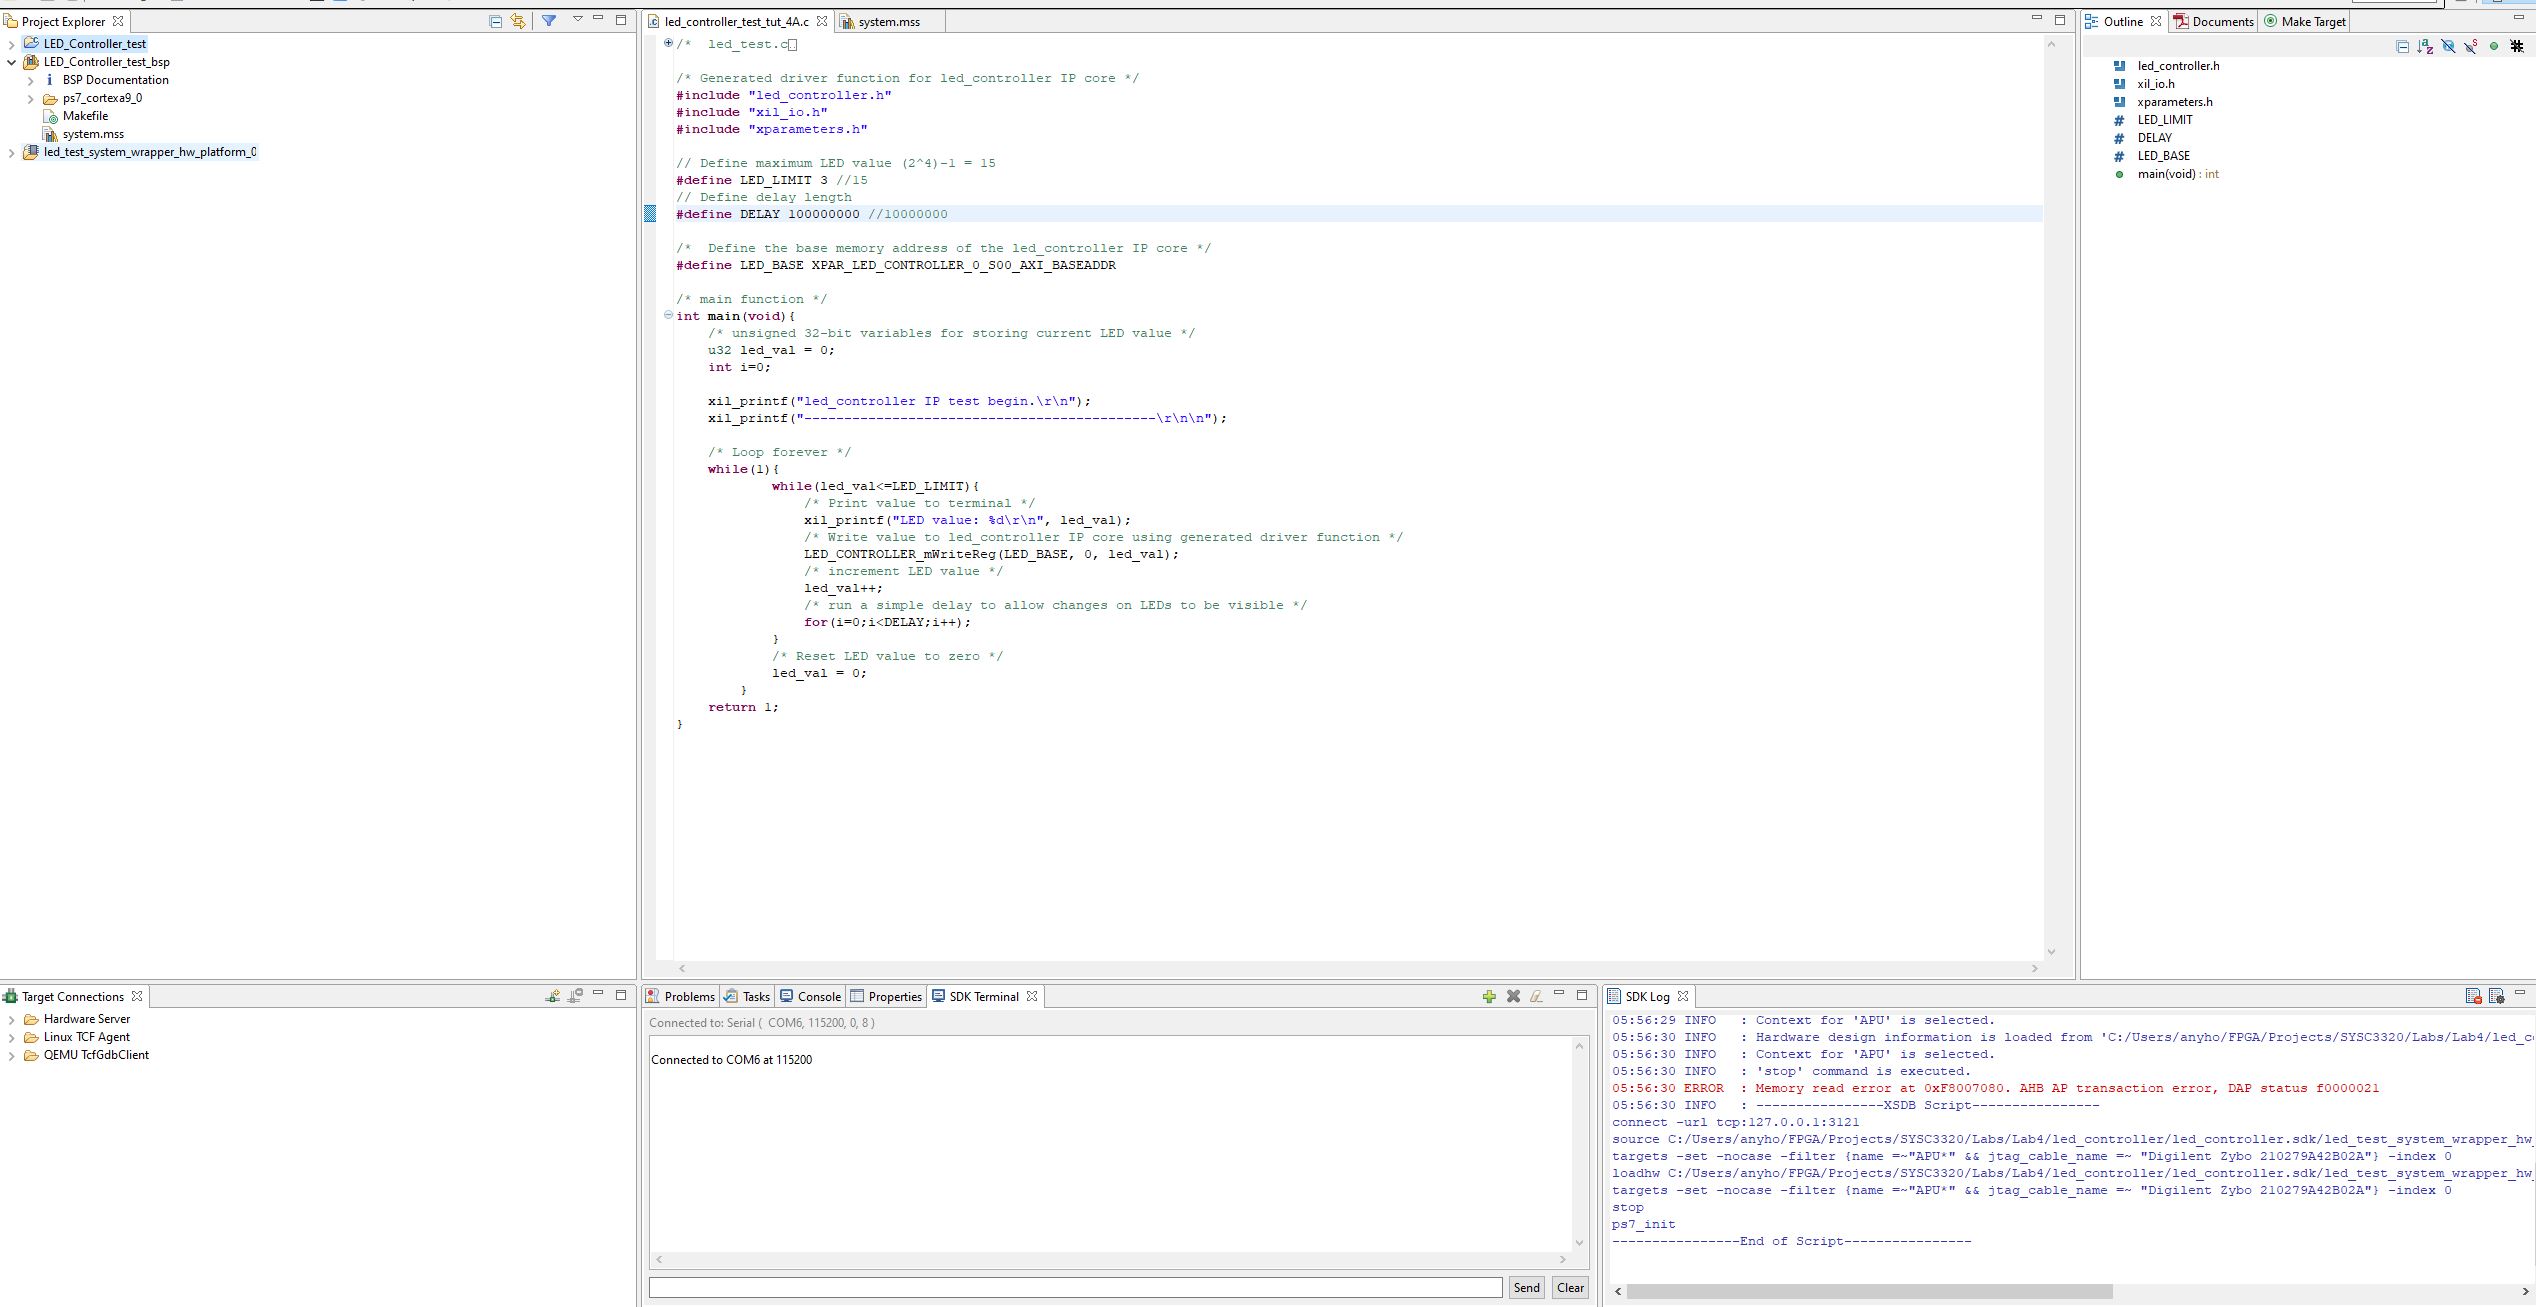 Project Explorer
LED_Controller_test
LED_Controller_test_bsp
BSP Documentation
ps7_cortexa9_0
Makefile
system.mss
led_test_system_wrapper_hw_platform_0
led_controller_test_tut_4A.c
system.mss
/*  led_test.c
/* Generated driver function for led_controller IP core */
#include "led_controller.h"
#include "xil_io.h"
#include "xparameters.h"
// Define maximum LED value (2^4)-1 = 15
#define LED_LIMIT 3 //15
// Define delay length
#define DELAY 100000000 //10000000
/*  Define the base memory address of the led_controller IP core */
#define LED_BASE XPAR_LED_CONTROLLER_0_S00_AXI_BASEADDR
/* main function */
int main(void){
/* unsigned 32-bit variables for storing current LED value */
u32 led_val = 0;
int i=0;
xil_printf("led_controller IP test begin.\r\n");
xil_printf("--------------------------------------------\r\n\n");
/* Loop forever */
while(1){
while(led_val<=LED_LIMIT){
/* Print value to terminal */
xil_printf("LED value: %d\r\n", led_val);
/* Write value to led_controller IP core using generated driver function */
LED_CONTROLLER_mWriteReg(LED_BASE, 0, led_val);
/* increment LED value */
led_val++;
/* run a simple delay to allow changes on LEDs to be visible */
for(i=0;i<DELAY;i++);
}
/* Reset LED value to zero */
led_val = 0;
}
return 1;
}
Outline
Documents
Make Target
led_controller.h
xil_io.h
xparameters.h
LED_LIMIT
DELAY
LED_BASE
main(void) : int
Target Connections
Hardware Server
Linux TCF Agent
QEMU TcfGdbClient
Problems
Tasks
Console
Properties
SDK Terminal
Connected to: Serial (  COM6, 115200, 0, 8 )
Connected to COM6 at 115200
Send
Clear
SDK Log
05:56:29 INFO   : Context for 'APU' is selected.
05:56:30 INFO   : Hardware design information is loaded from 'C:/Users/anyho/FPGA/Projects/SYSC3320/Labs/Lab4/led_c
05:56:30 INFO   : Context for 'APU' is selected.
05:56:30 INFO   : 'stop' command is executed.
05:56:30 ERROR  : Memory read error at 0xF8007080. AHB AP transaction error, DAP status f0000021
05:56:30 INFO   : ----------------XSDB Script----------------
connect -url tcp:127.0.0.1:3121
source C:/Users/anyho/FPGA/Projects/SYSC3320/Labs/Lab4/led_controller/led_controller.sdk/led_test_system_wrapper_hw_
targets -set -nocase -filter {name =~"APU*" && jtag_cable_name =~ "Digilent Zybo 210279A42B02A"} -index 0
loadhw C:/Users/anyho/FPGA/Projects/SYSC3320/Labs/Lab4/led_controller/led_controller.sdk/led_test_system_wrapper_hw_
targets -set -nocase -filter {name =~"APU*" && jtag_cable_name =~ "Digilent Zybo 210279A42B02A"} -index 0
stop
ps7_init
----------------End of Script----------------